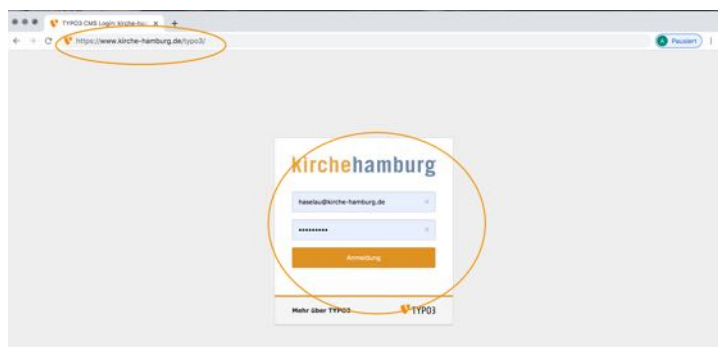 TYPO3 CMS Login: kirche-ha
https://www.kirche-hamburg.de/typo3/
A Pausiert
kirchehamburg
haselau@kirche-hamburg.de
•••••••••
Anmeldung
Mehr über TYPO3
TYPO3